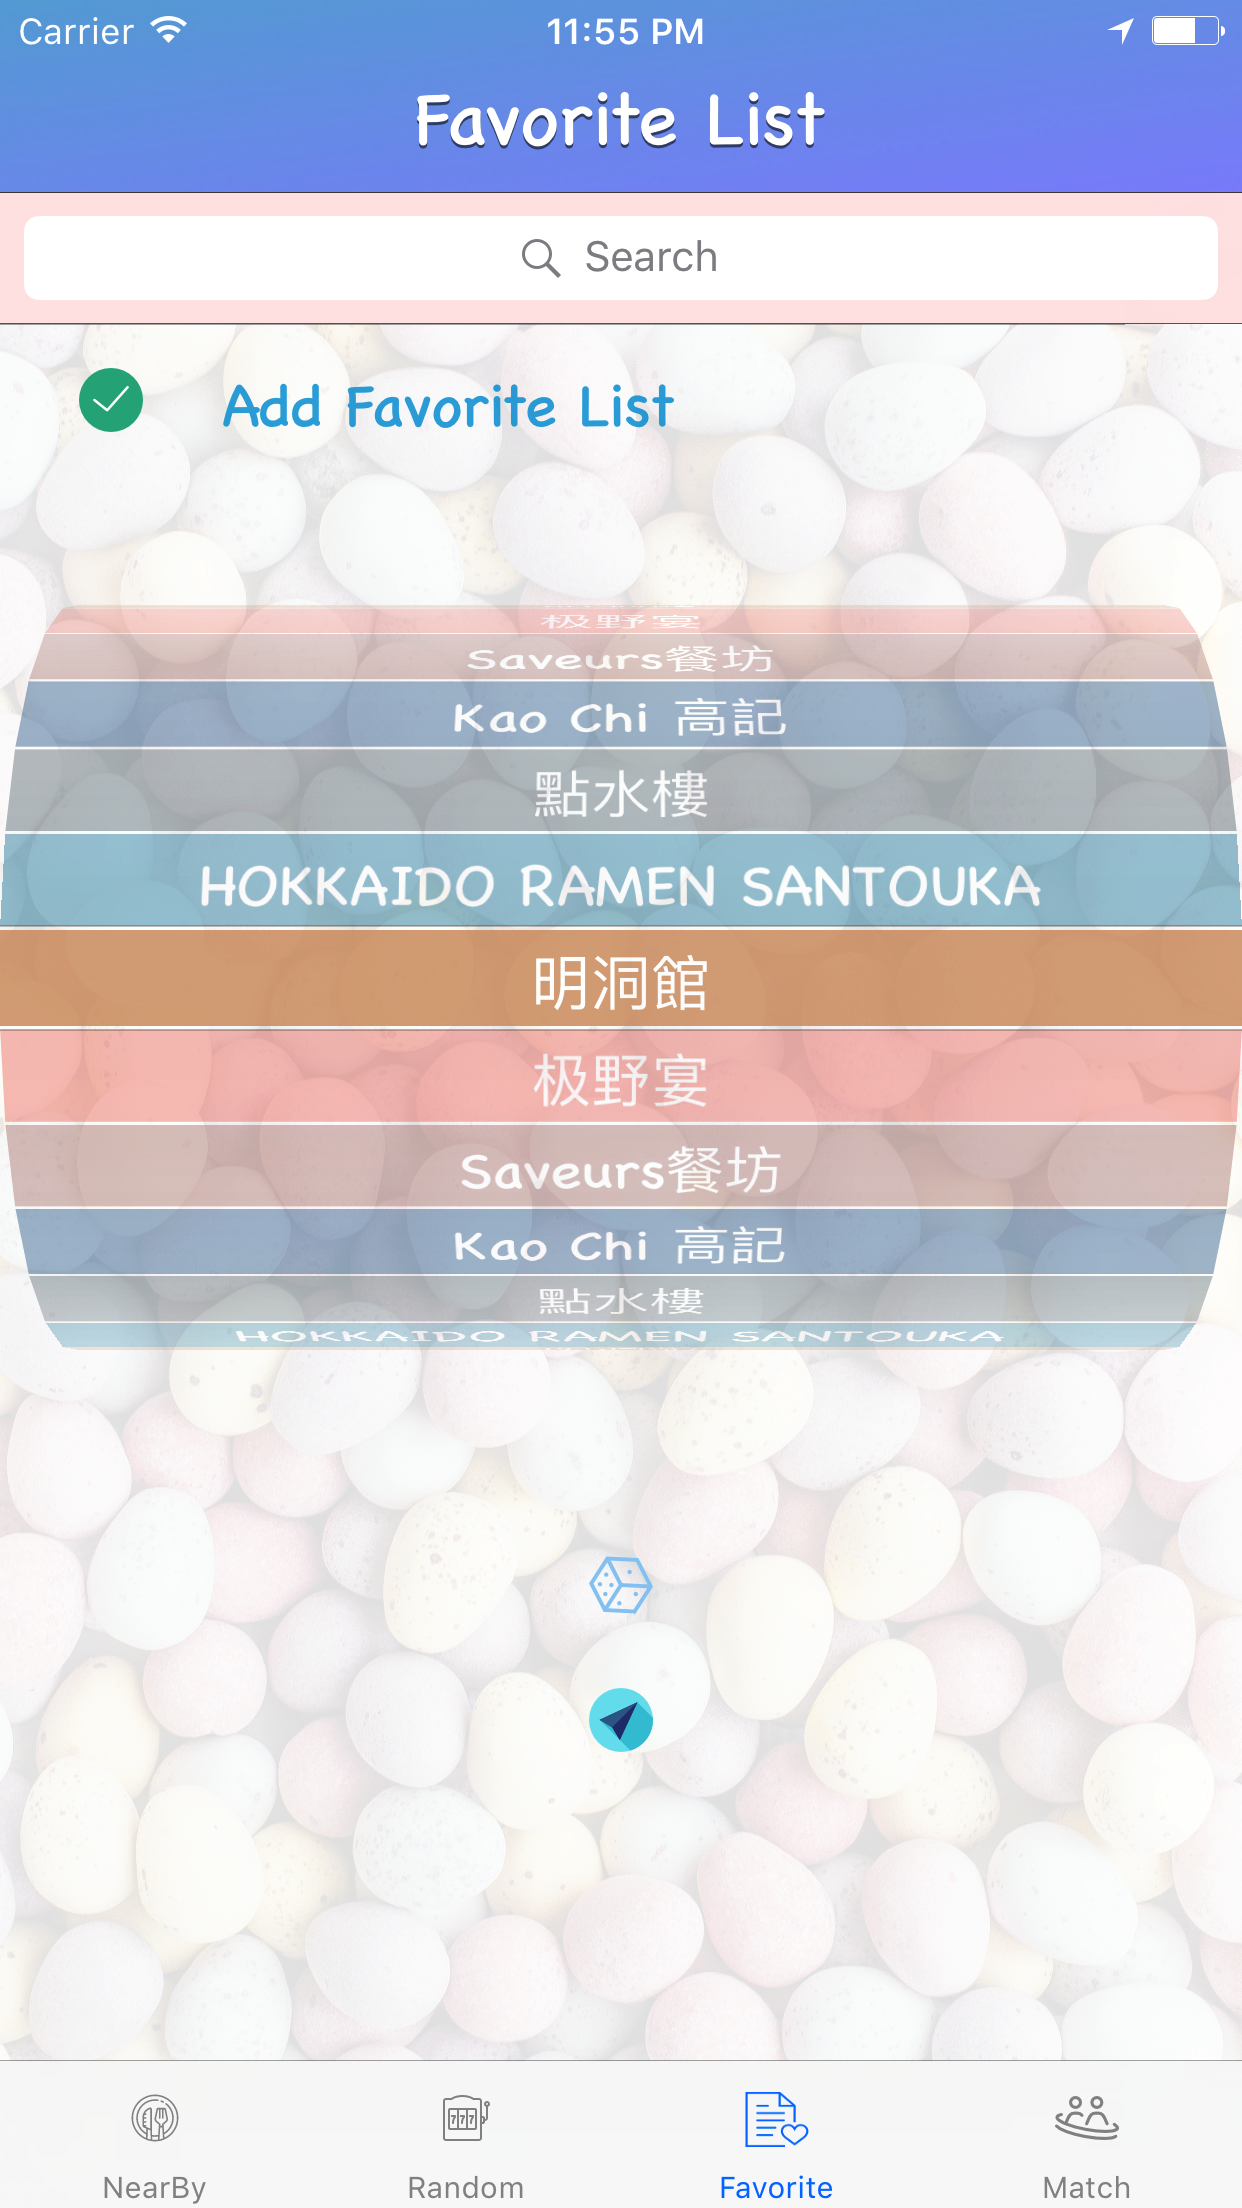 Carrier 11:55 PM
Favorite List
Search
Add Favorite List
极野宴
Saveurs餐坊
Kao Chi 高記
點水樓
HOKKAIDO RAMEN SANTOUKA
明洞館
极野宴
Saveurs餐坊
Kao Chi 高記
點水樓
HOKKAIDO RAMEN SANTOUKA
777
NearBy Random Favorite Match